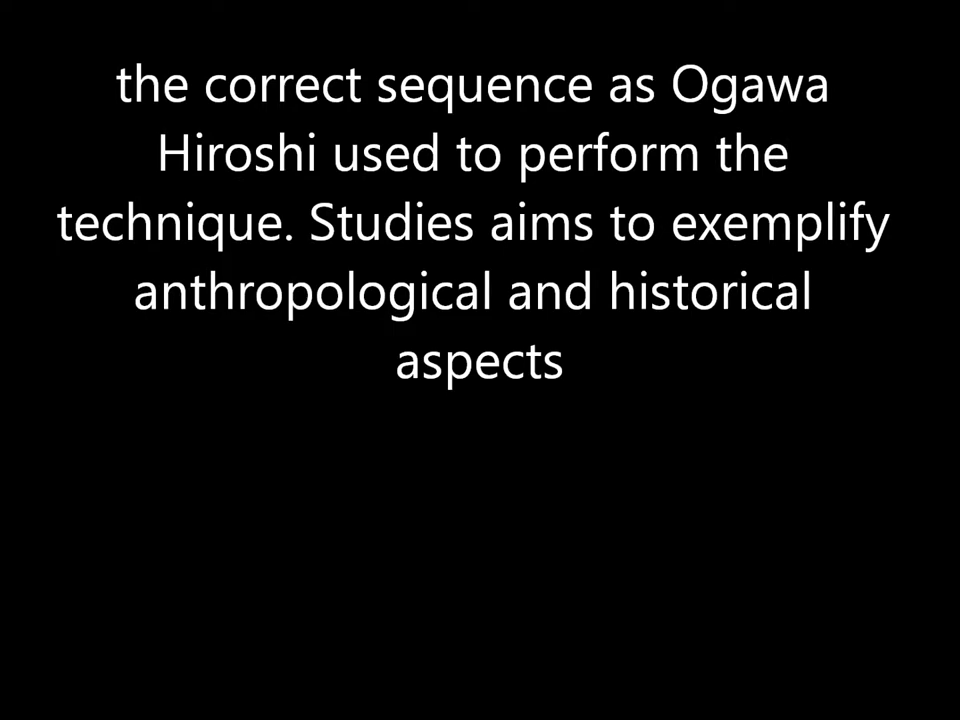 the correct sequence as Ogawa
Hiroshi used to perform the
technique. Studies aims to exemplify
anthropological and historical
aspects